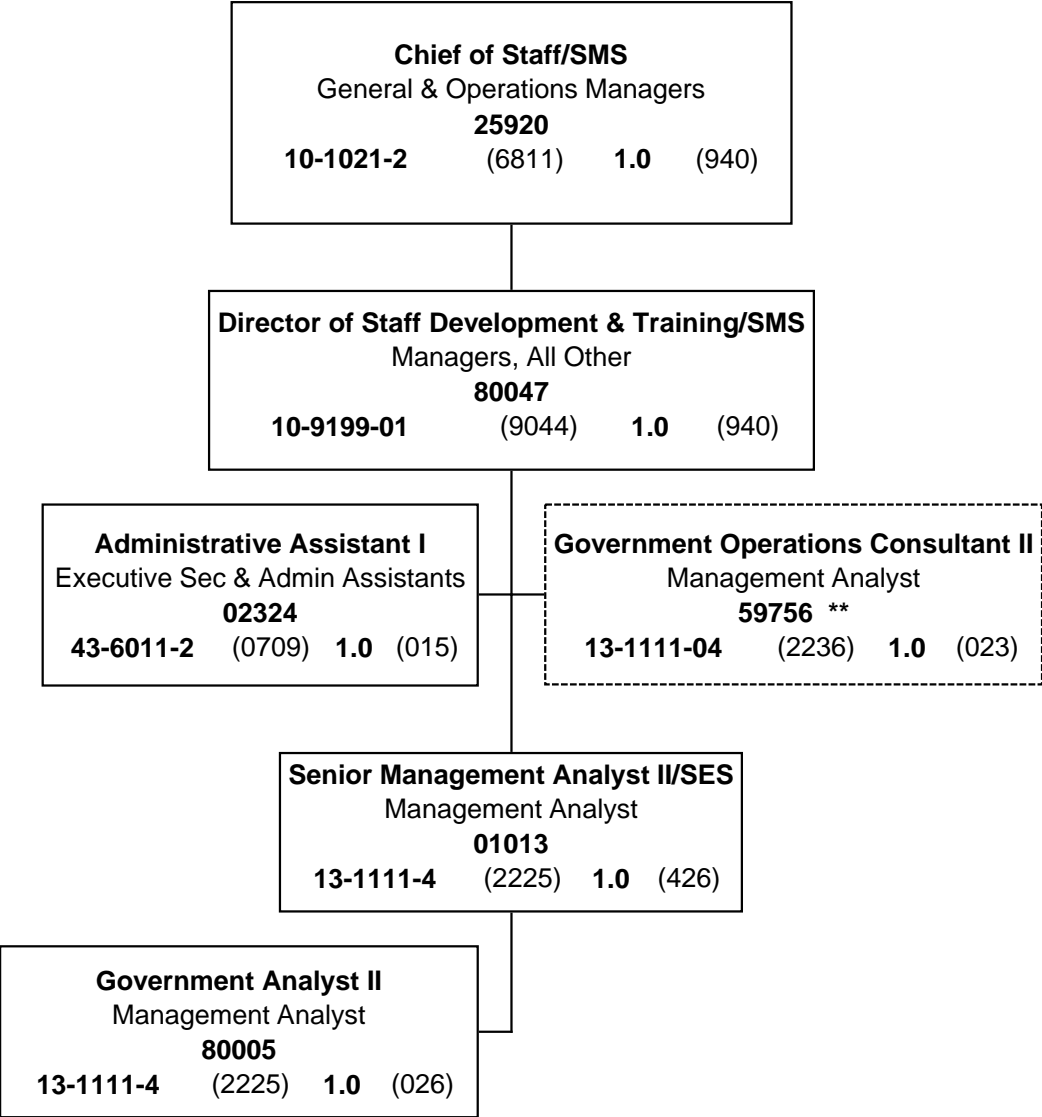 Chief of Staff/SMS
General & Operations Managers
25920
10-1021-2 (6811) 1.0 (940)
Director of Staff Development & Training/SMS
Managers, All Other
80047
10-9199-01 (9044) 1.0 (940)
Administrative Assistant I
Executive Sec & Admin Assistants
02324
43-6011-2 (0709) 1.0 (015)
Government Operations Consultant II
Management Analyst
59756 **
13-1111-04 (2236) 1.0 (023)
Senior Management Analyst II/SES
Management Analyst
01013
13-1111-4 (2225) 1.0 (426)
Government Analyst II
Management Analyst
80005
13-1111-4 (2225) 1.0 (026)